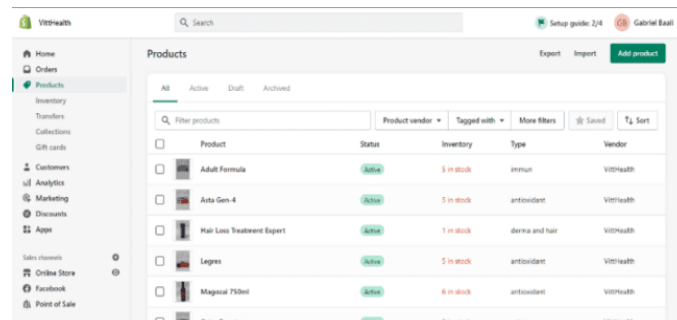 VittHealth
Search
Setup guide: 2/4
GB
Gabriel Baali
Home
Orders
Products
Inventory
Transfers
Collections
Gift cards
Customers
Analytics
Marketing
Discounts
Apps
Sales channels
Online Store
Facebook
Point of Sale
Products
Export Import Add product
All Active Draft Archived
Filter products Product vendor Tagged with More filters Saved Sort
Product Status Inventory Type Vendor
Adult Formula Active 5 in stock immun VittHealth
Asta Gen-4 Active 5 in stock antioxidant VittHealth
Hair Loss Treatment Expert Active 1 in stock derma and hair VittHealth
Legres Active 5 in stock antioxidant VittHealth
Magozai 750ml Active 6 in stock antioxidant VittHealth